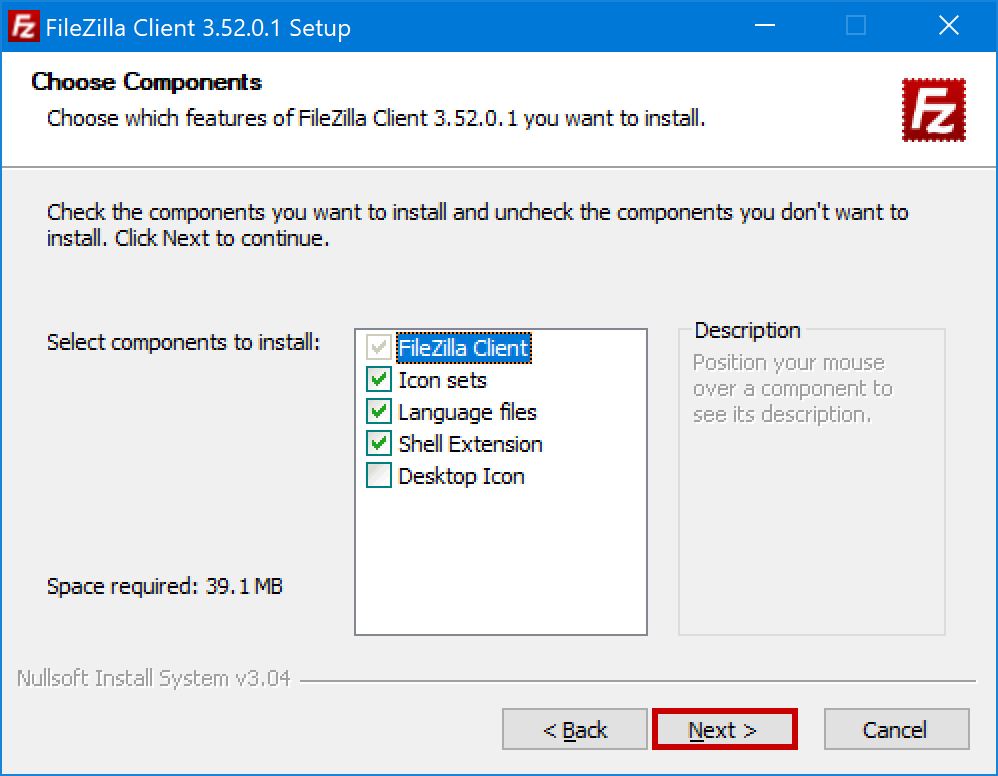 FileZilla Client 3.52.0.1 Setup
Choose Components
Choose which features of FileZilla Client 3.52.0.1 you want to install.
Fz
Check the components you want to install and uncheck the components you don't want to
install. Click Next to continue.
Select components to install:
FileZilla Client
Icon sets
Language files
Shell Extension
Desktop Icon
Description
Position your mouse
over a component to
see its description.
Space required: 39.1 MB
Nullsoft Install System v3.04
< Back
Next >
Cancel